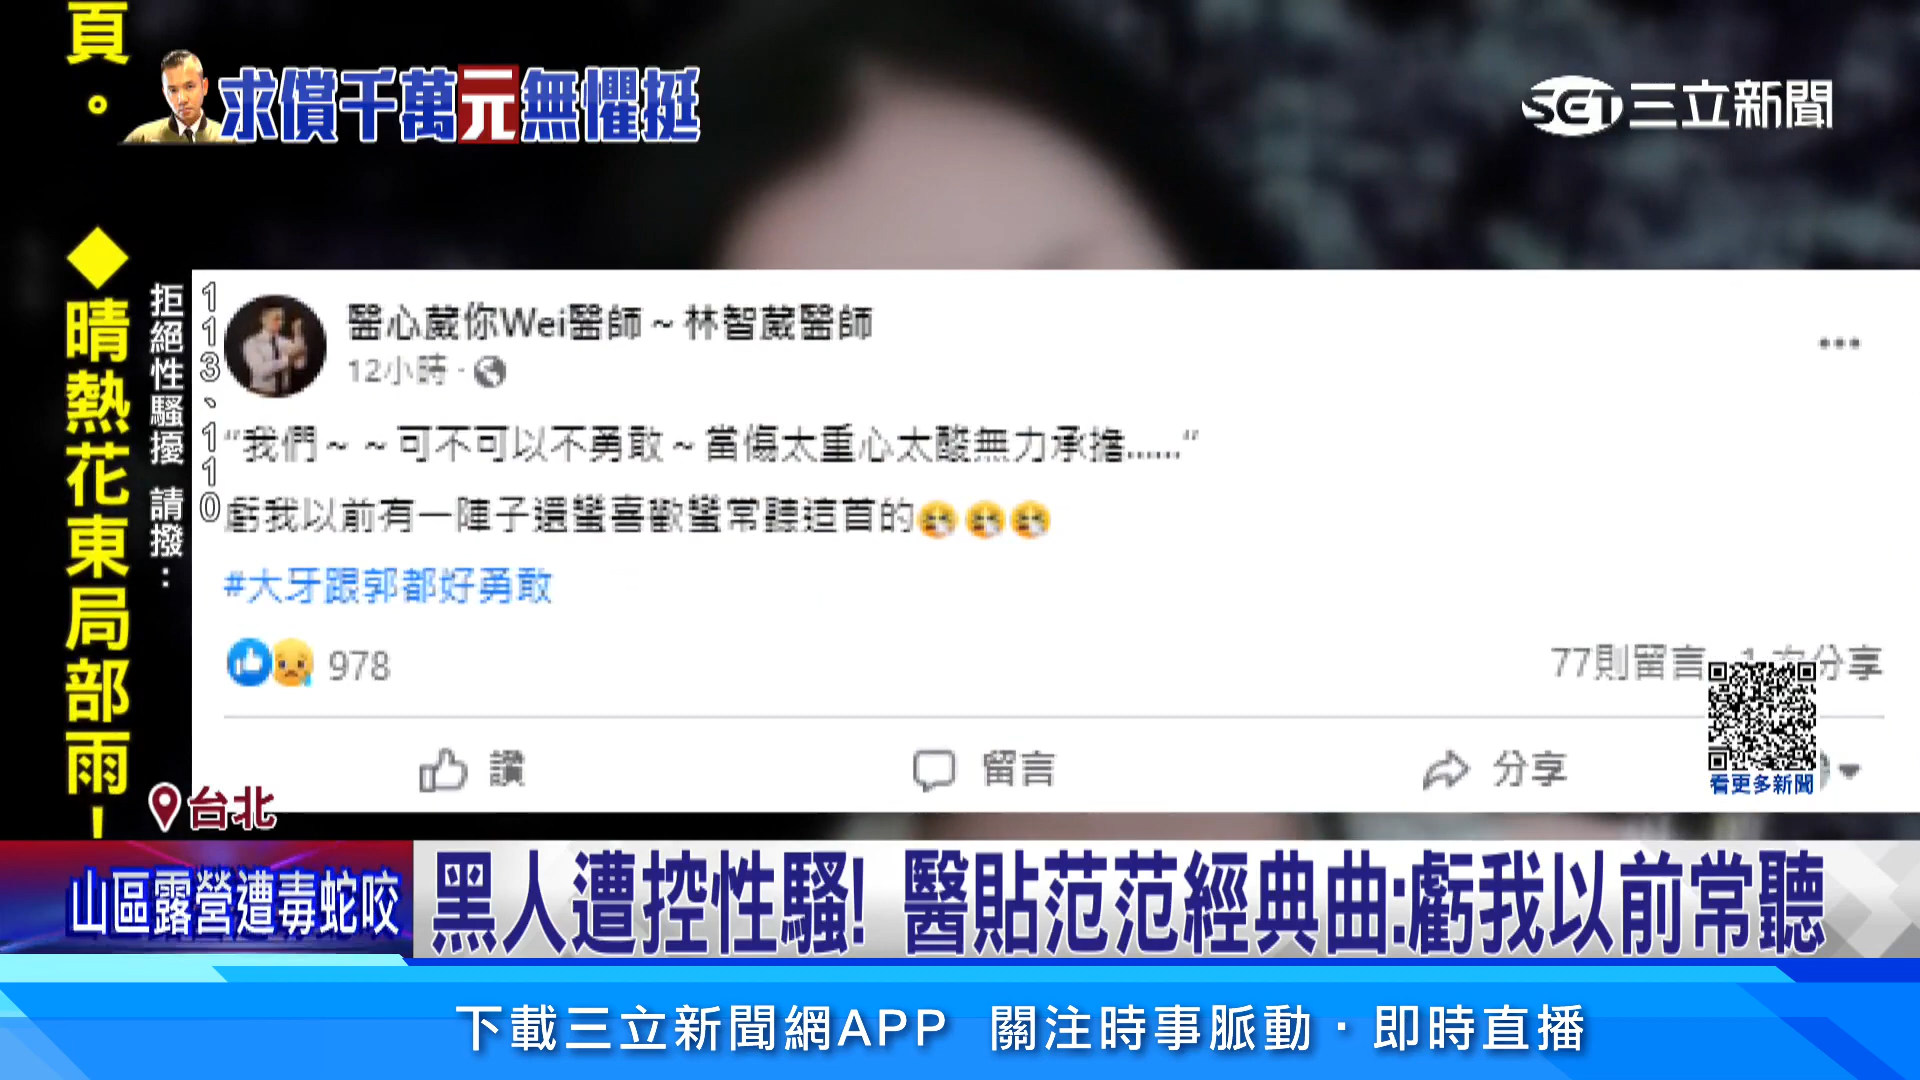 頁。
◆晴熱花東局部雨！
求償千萬元無懼挺
SET三立新聞
拒絕性騷擾 請撥：
113、110
醫心葳你Wei醫師～林智葳醫師
12小時
“我們～～可不可以不勇敢～當傷太重心太酸無力承擔......”
虧我以前有一陣子還蠻喜歡蠻常聽這首的
#大牙跟郭都好勇敢
978
77則留言
分享
讚
留言
分享
看更多新聞
台北
山區露營遭毒蛇咬
黑人遭控性騷! 醫貼范范經典曲:虧我以前常聽
下載三立新聞網APP 關注時事脈動・即時直播